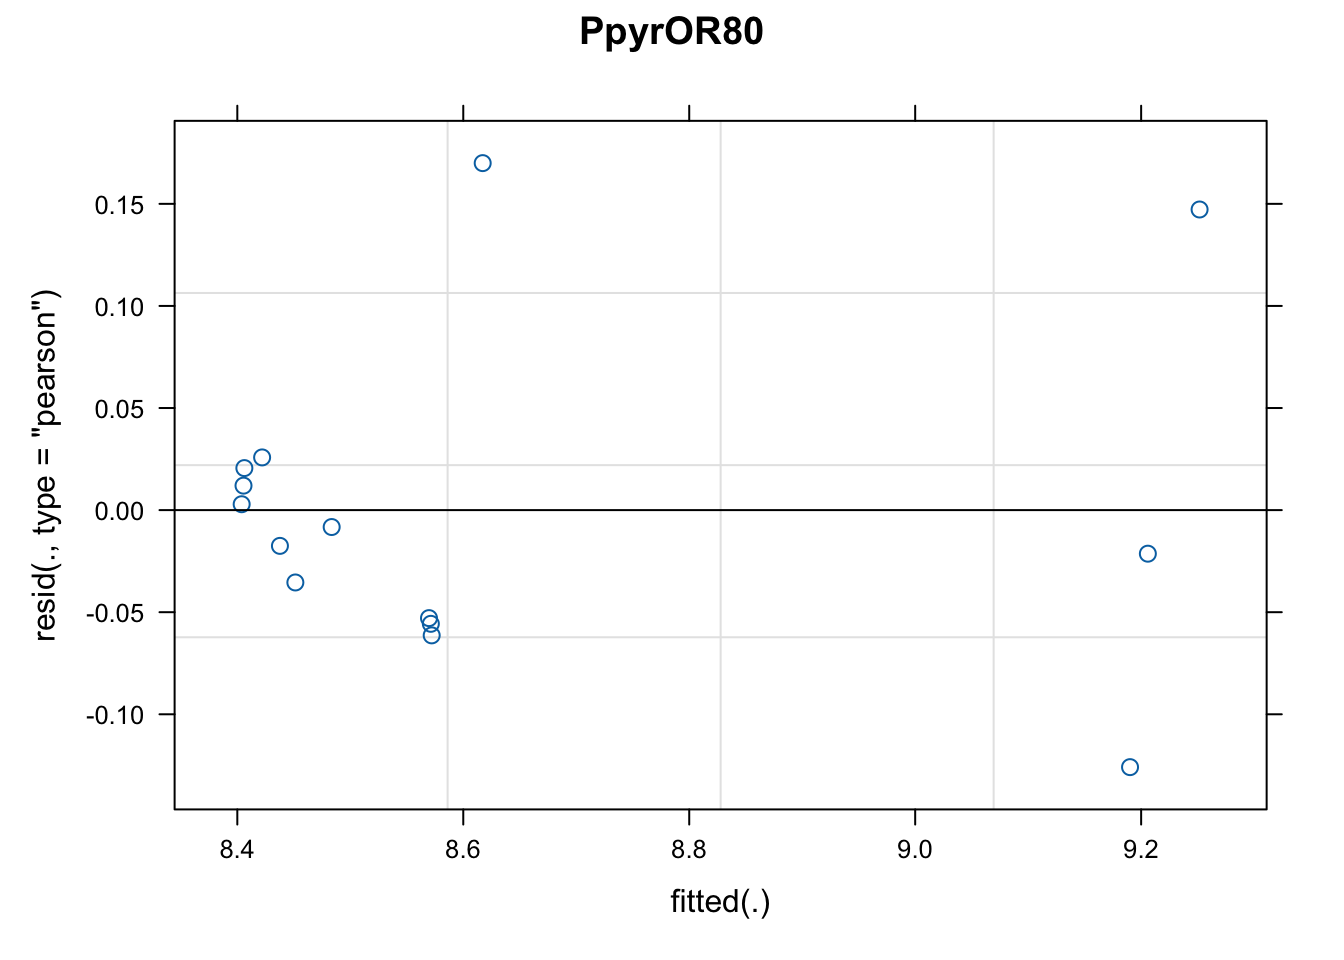 PpyrOR80
0.15
0.10
0.05
0.00
-0.05
-0.10
resid(., type = "pearson")
8.4 8.6 8.8 9.0 9.2
fitted(.)